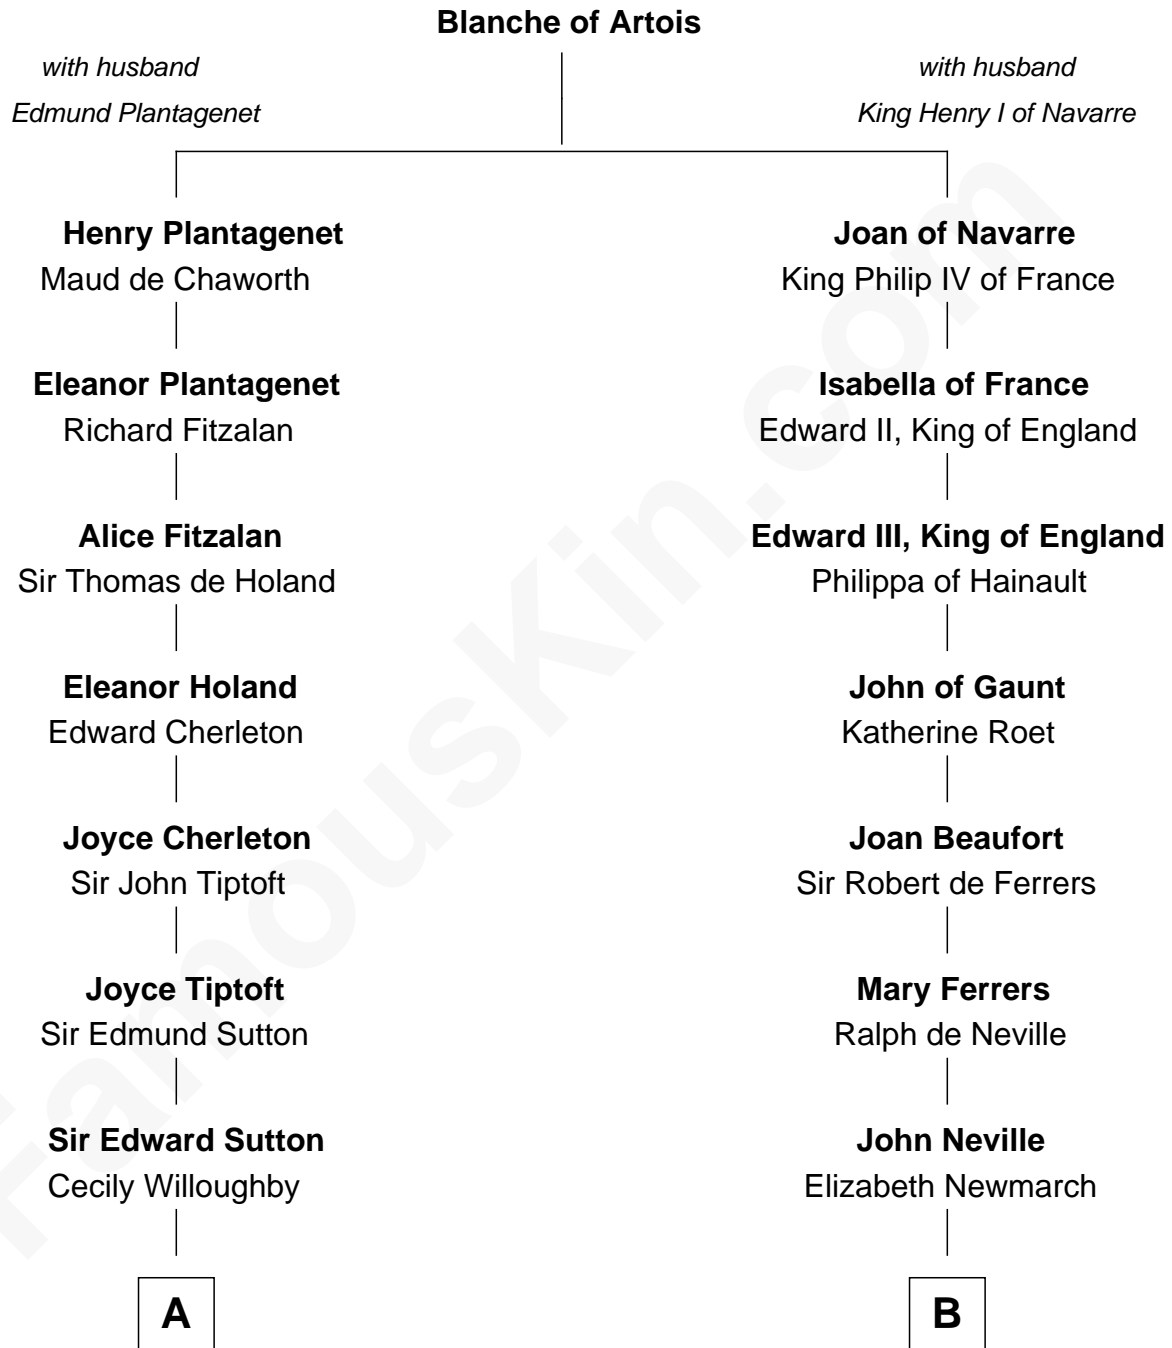 Blanche of Artois
with husband
Edmund Plantagenet
with husband
King Henry I of Navarre
Henry Plantagenet
Maud de Chaworth
Joan of Navarre
King Philip IV of France
Eleanor Plantagenet
Richard Fitzalan
Isabella of France
Edward II, King of England
Alice Fitzalan
Sir Thomas de Holand
Edward III, King of England
Philippa of Hainault
Eleanor Holand
Edward Cherleton
John of Gaunt
Katherine Roet
Joyce Cherleton
Sir John Tiptoft
Joan Beaufort
Sir Robert de Ferrers
Joyce Tiptoft
Sir Edmund Sutton
Mary Ferrers
Ralph de Neville
Sir Edward Sutton
Cecily Willoughby
John Neville
Elizabeth Newmarch
A
B
FamousKin.com